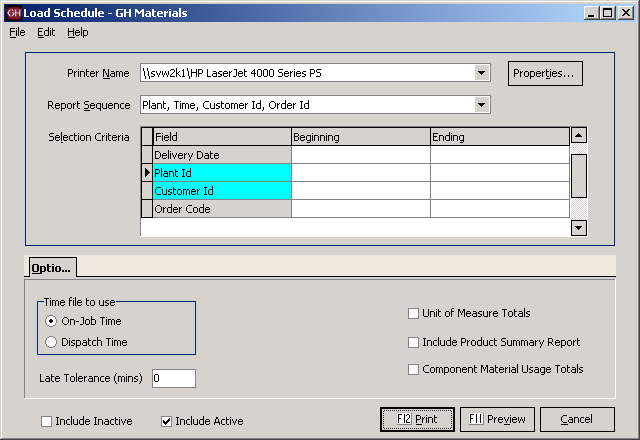 GH Load Schedule - GH Materials
File Edit Help
Printer Name \\svw2k1\HP LaserJet 4000 Series PS Properties...
Report Sequence Plant, Time, Customer Id, Order Id
Selection Criteria Field Beginning Ending
Delivery Date
Plant Id
Customer Id
Order Code
Optio...
Time file to use
On-Job Time
Dispatch Time
Late Tolerance (mins) 0
Unit of Measure Totals
Include Product Summary Report
Component Material Usage Totals
Include Inactive Include Active F12 Print F11 Preview Cancel